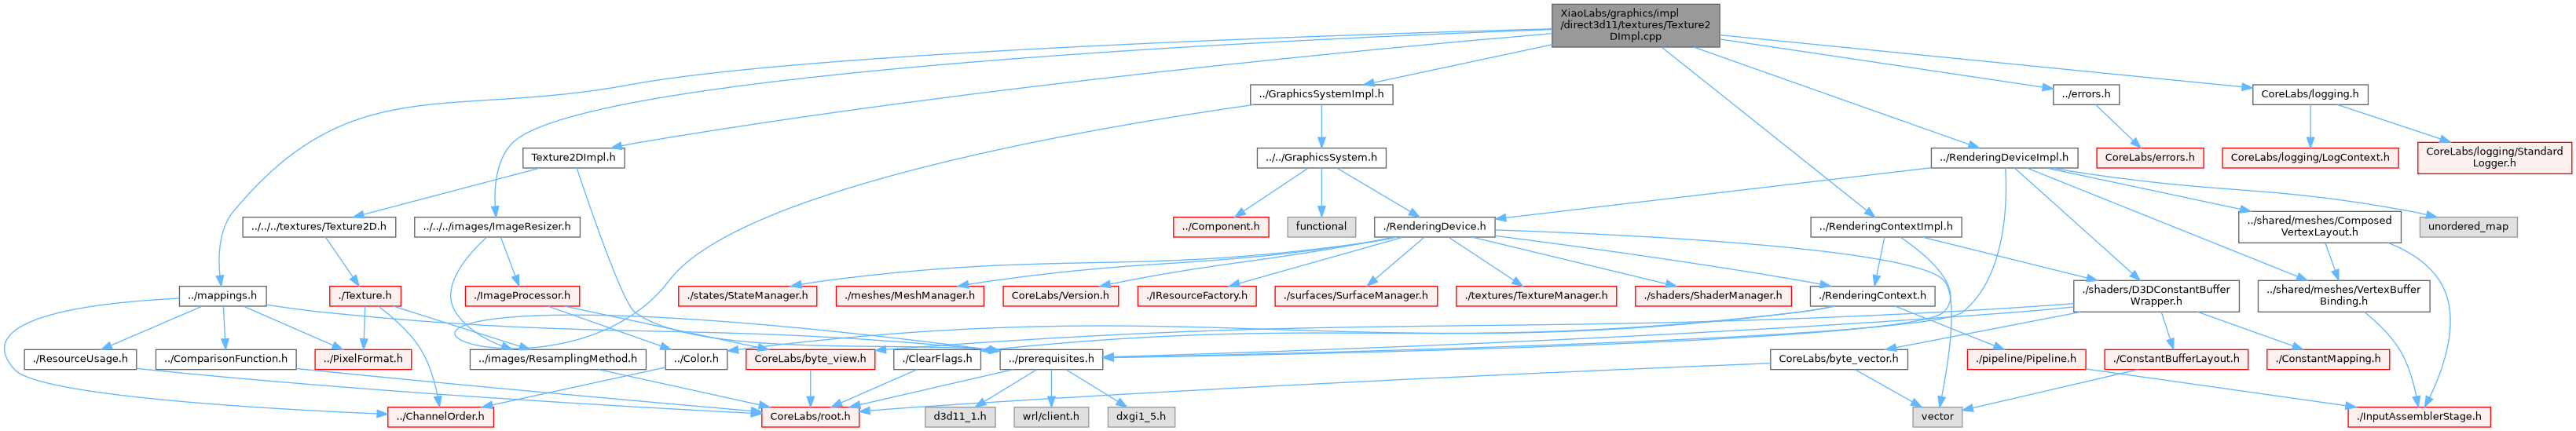 XiaoLabs/graphics/impl
/direct3d11/textures/Texture2
DImpl.cpp
../GraphicsSystemImpl.h
../errors.h
CoreLabs/logging.h
Texture2DImpl.h
../../GraphicsSystem.h
../RenderingDeviceImpl.h
CoreLabs/errors.h
CoreLabs/logging/LogContext.h
CoreLabs/logging/Standard
Logger.h
../../../textures/Texture2D.h
../../../images/ImageResizer.h
../Component.h
functional
./RenderingDevice.h
../RenderingContextImpl.h
../shared/meshes/Composed
VertexLayout.h
unordered_map
../mappings.h
./Texture.h
./ImageProcessor.h
./states/StateManager.h
./meshes/MeshManager.h
CoreLabs/Version.h
./IResourceFactory.h
./surfaces/SurfaceManager.h
./textures/TextureManager.h
./shaders/ShaderManager.h
./RenderingContext.h
./shaders/D3DConstantBuffer
Wrapper.h
../shared/meshes/VertexBuffer
Binding.h
./ResourceUsage.h
../ComparisonFunction.h
../PixelFormat.h
../images/ResamplingMethod.h
../Color.h
CoreLabs/byte_view.h
./ClearFlags.h
../prerequisites.h
CoreLabs/byte_vector.h
./pipeline/Pipeline.h
./ConstantBufferLayout.h
./ConstantMapping.h
../ChannelOrder.h
CoreLabs/root.h
d3d11_1.h
wrl/client.h
dxgi1_5.h
vector
./InputAssemblerStage.h